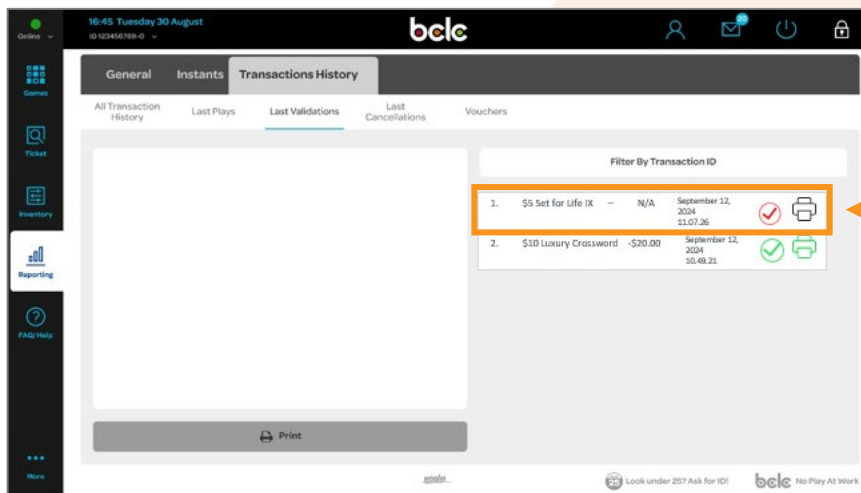 Online
16:45 Tuesday 30 August
ID 123456789-0
bclc
20
Games
Ticket
Inventory
Reporting
FAQ/Help
More
General Instants Transactions History
All Transaction History
Last Plays
Last Validations
Last Cancellations
Vouchers
Filter By Transaction ID
1. $5 Set for Life IX – N/A September 12, 2024 11.07.26
2. $10 Luxury Crossword -$20.00 September 12, 2024 10.49.21
Print
25 Look under 25? Ask for ID!
bclc No Play At Work